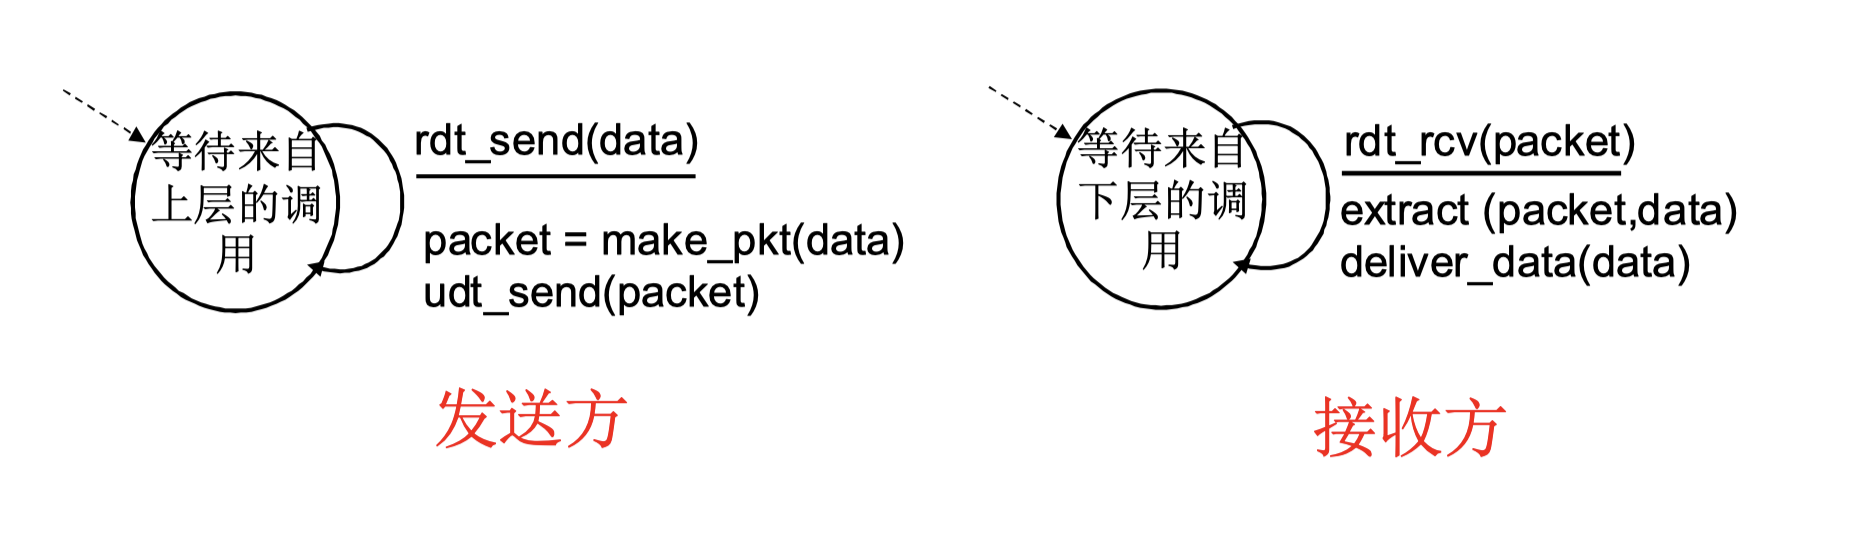 等待来自
上层的调
用
rdt_send(data)
packet = make_pkt(data)
udt_send(packet)
发送方
等待来自
下层的调
用
rdt_rcv(packet)
extract (packet,data)
deliver_data(data)
接收方